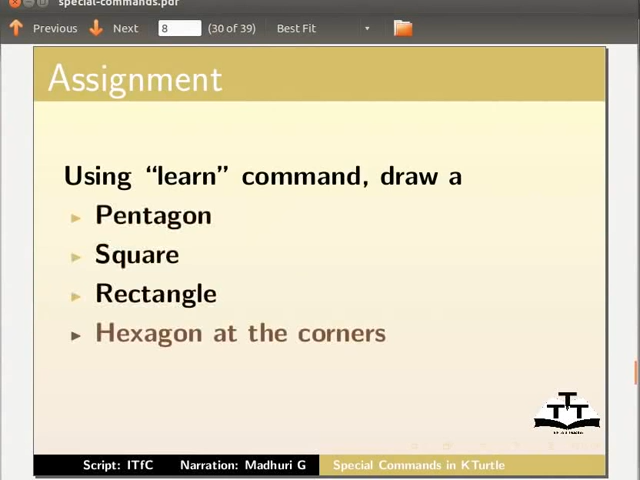 special-commands.pdf
Previous Next 8 (30 of 39) Best Fit
Assignment
Using “learn” command, draw a
Pentagon
Square
Rectangle
Hexagon at the corners
TTT
Script: ITfC Narration: Madhuri G Special Commands in KTurtle